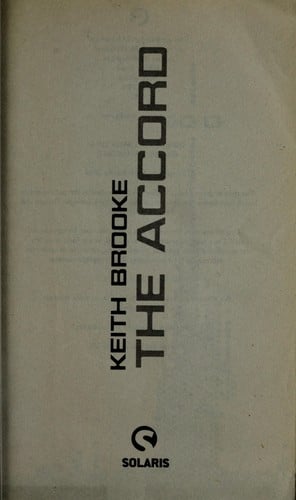 KEITH BROOKE
THE ACCORD
SOLARIS